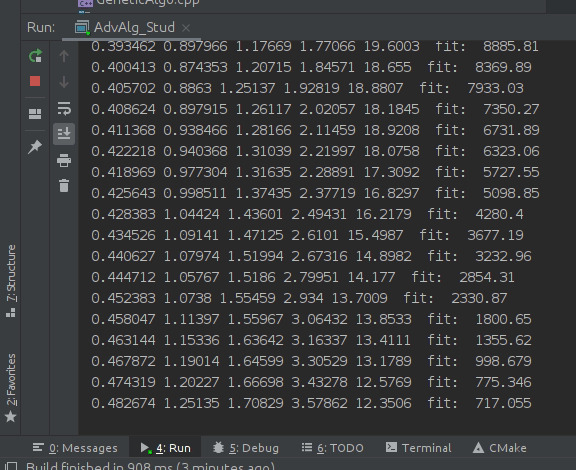 GeneticAlgo.cpp
Run: AdvAlg_Stud ×
0.393462 0.897966 1.17669 1.77066 19.6003 fit: 8885.81
0.400413 0.874353 1.20715 1.84571 18.655 fit: 8369.89
0.405702 0.8863 1.25137 1.92819 18.8807 fit: 7933.03
0.408624 0.897915 1.26117 2.02057 18.1845 fit: 7350.27
0.411368 0.938466 1.28166 2.11459 18.9208 fit: 6731.89
0.422218 0.940368 1.31039 2.21997 18.0758 fit: 6323.06
0.418969 0.977304 1.31635 2.28891 17.3092 fit: 5727.55
0.425643 0.998511 1.37435 2.37719 16.8297 fit: 5098.85
0.428383 1.04424 1.43601 2.49431 16.2179 fit: 4280.4
0.434526 1.09141 1.47125 2.6101 15.4987 fit: 3677.19
0.440627 1.07974 1.51994 2.67316 14.8982 fit: 3232.96
0.444712 1.05767 1.5186 2.79951 14.177 fit: 2854.31
0.452383 1.0738 1.55459 2.934 13.7009 fit: 2330.87
0.458047 1.11397 1.55967 3.06432 13.8533 fit: 1800.65
0.463144 1.15336 1.63642 3.16337 13.4111 fit: 1355.62
0.467872 1.19014 1.64599 3.30529 13.1789 fit: 998.679
0.474319 1.20227 1.66698 3.43278 12.5769 fit: 775.346
0.482674 1.25135 1.70829 3.57862 12.3506 fit: 717.055
7: Structure
2: Favorites
0: Messages 4: Run 5: Debug 6: TODO Terminal CMake
Build finished in 908 ms (3 minutes ago)